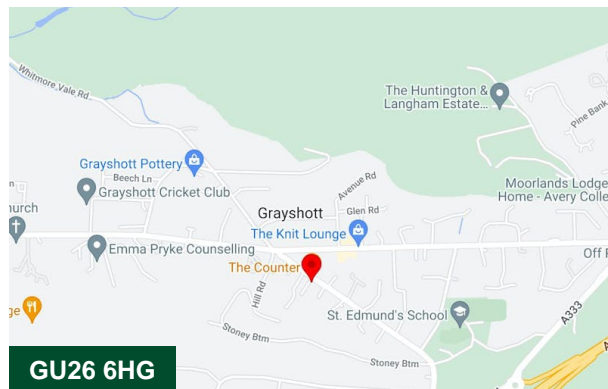 Whitmore Vale Rd
The Huntington &
Langham Estate...
Pine Bank
Grayshott Pottery
Beech Ln
Grayshott Cricket Club
Avenue Rd
Moorlands Lodge
Home - Avery Colle
Grayshott
Glen Rd
hurch
The Knit Lounge
Emma Pryke Counselling
Off R
The Counter
Hill Rd
ge
St. Edmund's School
A333
Stoney Btm
Stoney Btm
A
GU26 6HG